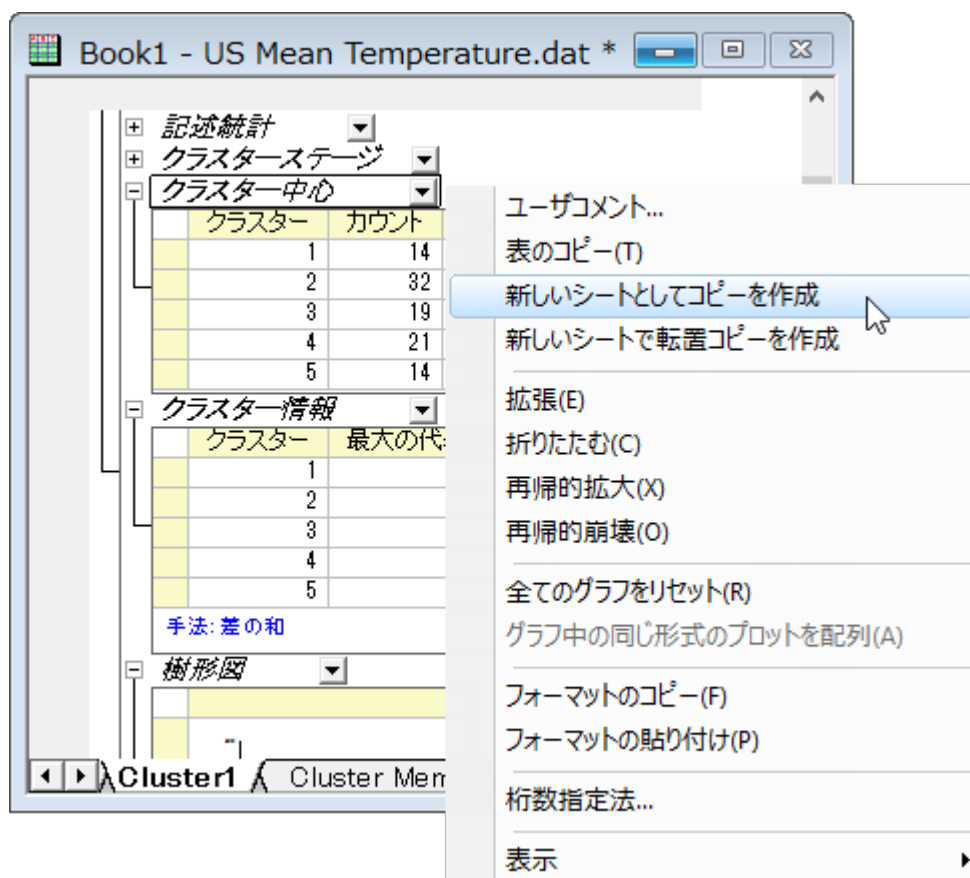 Book1 - US Mean Temperature.dat *
記述統計
クラスターステージ
クラスター中心
クラスター カウント
1 14
2 32
3 19
4 21
5 14
クラスター情報
クラスター 最大の代
1
2
3
4
5
手法: 差の和
樹形図
Cluster1 Cluster Mem
ユーザコメント...
表のコピー(T)
新しいシートとしてコピーを作成
新しいシートで転置コピーを作成
拡張(E)
折りたたむ(C)
再帰的拡大(X)
再帰的崩壊(O)
全てのグラフをリセット(R)
グラフ中の同じ形式のプロットを配列(A)
フォーマットのコピー(F)
フォーマットの貼り付け(P)
桁数指定法...
表示